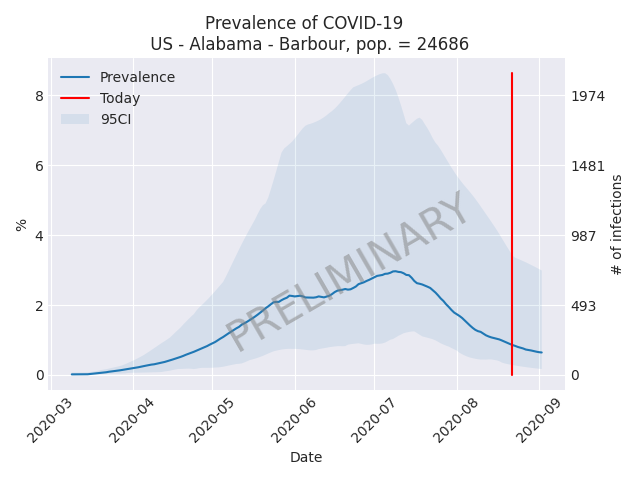 Prevalence of COVID-19
US - Alabama - Barbour, pop. = 24686
Prevalence
Today
95CI
8
6
4
2
0
%
1974
1481
987
493
0
# of infections
PRELIMINARY
2020-03
2020-04
2020-05
2020-06
2020-07
2020-08
2020-09
Date